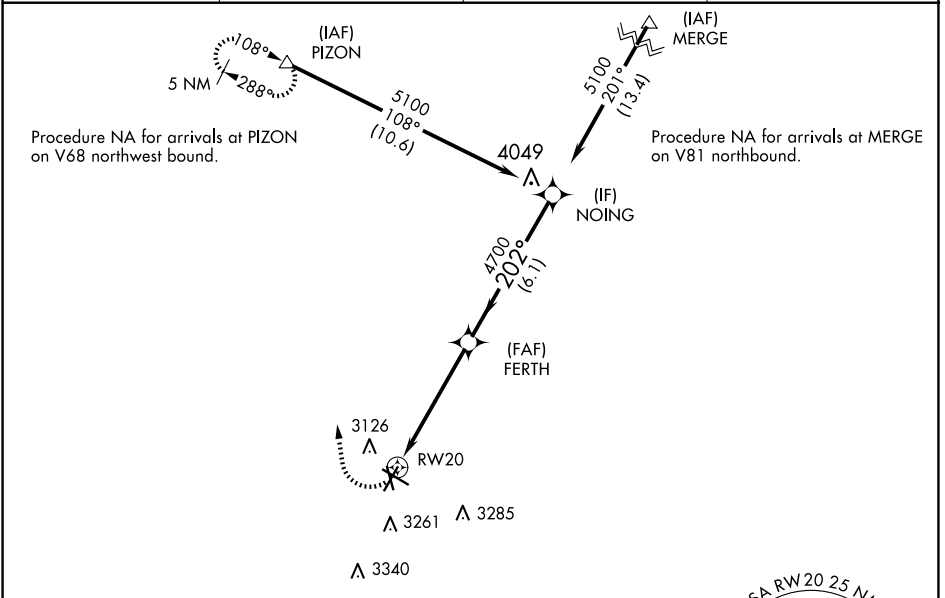 (IAF)
PIZON
108°
5 NM
288°
5100
108°
(10.6)
(IAF)
MERGE
5100
201°
(13.4)
Procedure NA for arrivals at PIZON
on V68 northwest bound.
Procedure NA for arrivals at MERGE
on V81 northbound.
4049
(IF)
NOING
4700
202°
(6.1)
(FAF)
FERTH
3126
RW20
3261
3285
3340
RW20 25